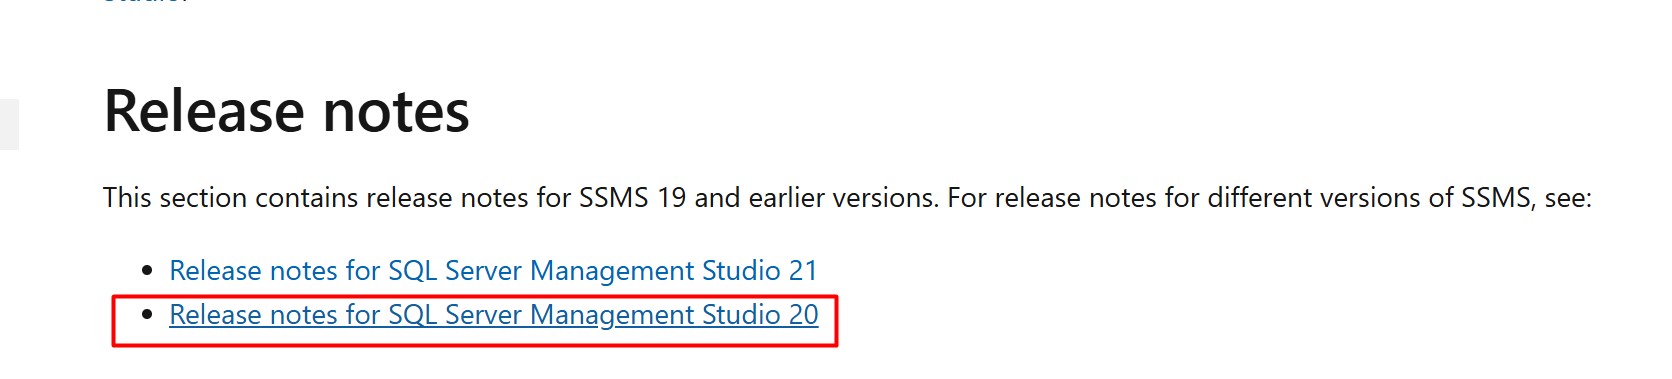 Release notes
This section contains release notes for SSMS 19 and earlier versions. For release notes for different versions of SSMS, see:
Release notes for SQL Server Management Studio 21
Release notes for SQL Server Management Studio 20